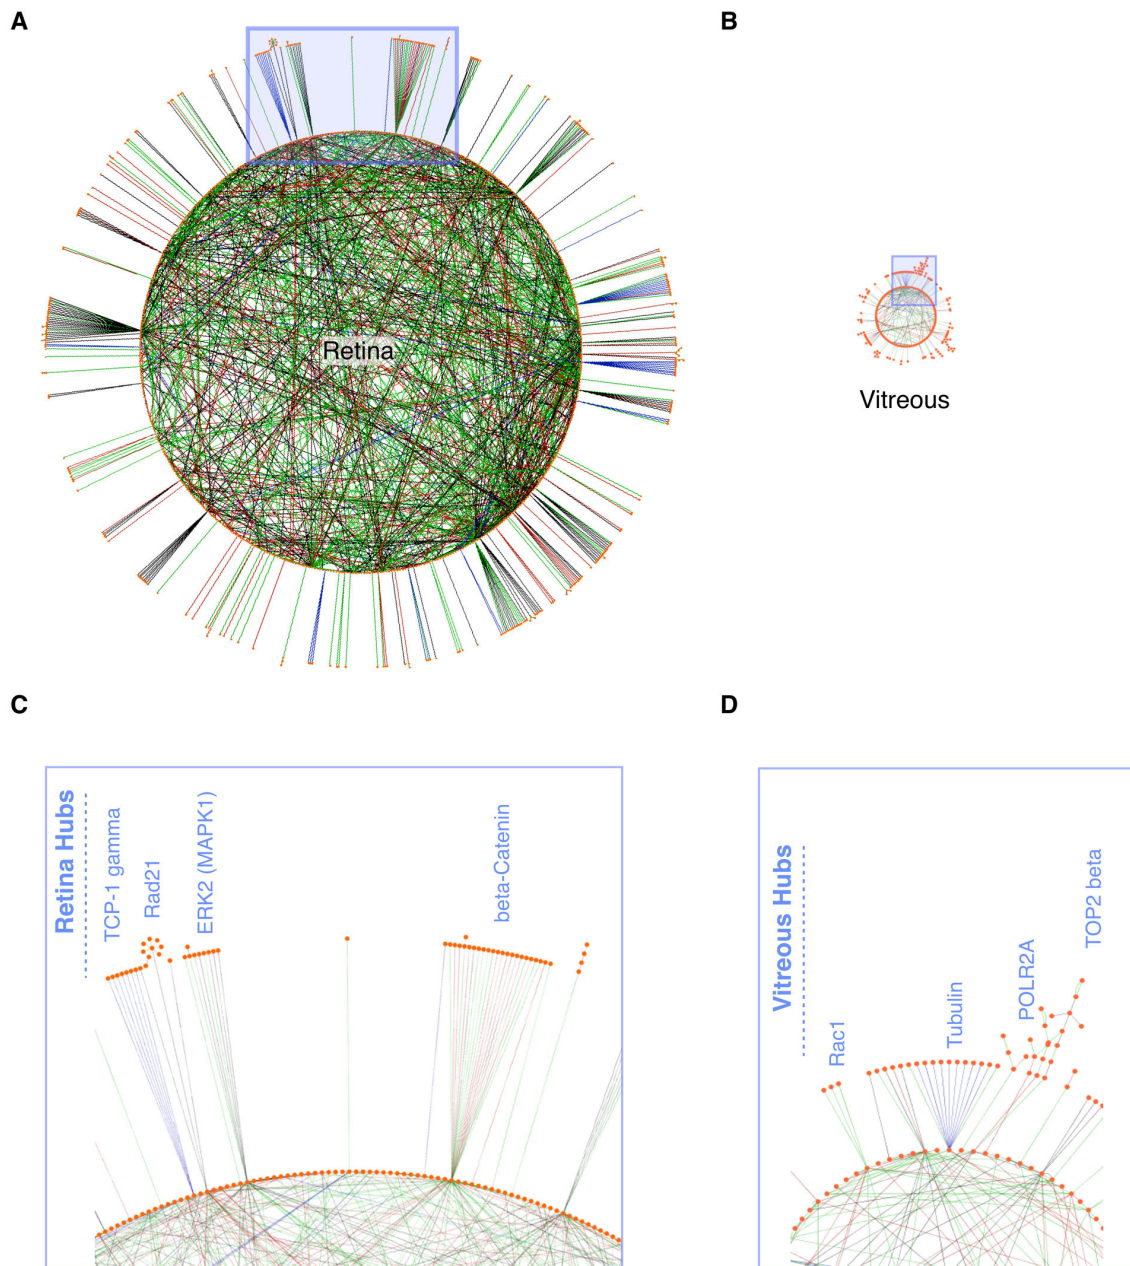 A
B
Retina
Vitreous
C
D
Retina Hubs
TCP-1 gamma
Rad21
ERK2 (MAPK1)
beta-Catenin
Vitreous Hubs
Rac1
Tubulin
POLR2A
TOP2 beta